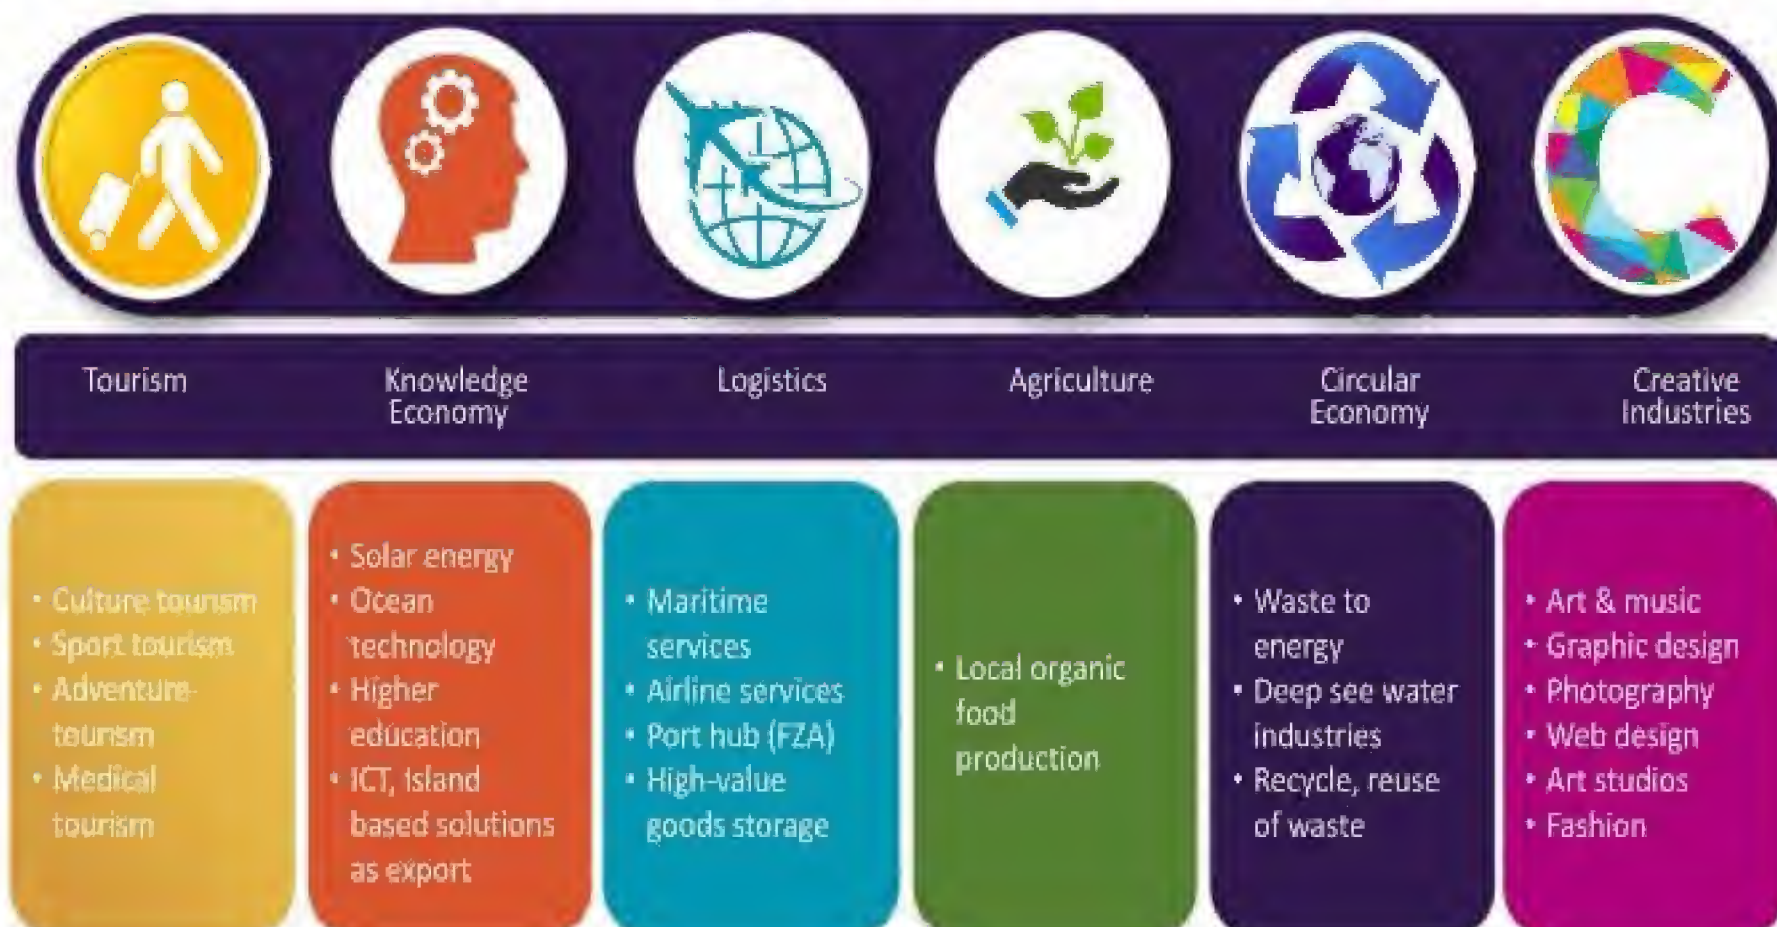 Tourism
Knowledge
Economy
Logistics
Agriculture
Circular
Economy
Creative
Industries
• Culture tourism
• Sport tourism
• Adventure
tourism
• Medical
tourism
• Solar energy
• Ocean
technology
• Higher
education
• ICT, Island
based solutions
as export
• Maritime
services
• Airline services
• Port hub (FZA)
• High-value
goods storage
• Local organic
food
production
• Waste to
energy
• Deep see water
industries
• Recycle, reuse
of waste
• Art & music
• Graphic design
• Photography
• Web design
• Art studios
• Fashion